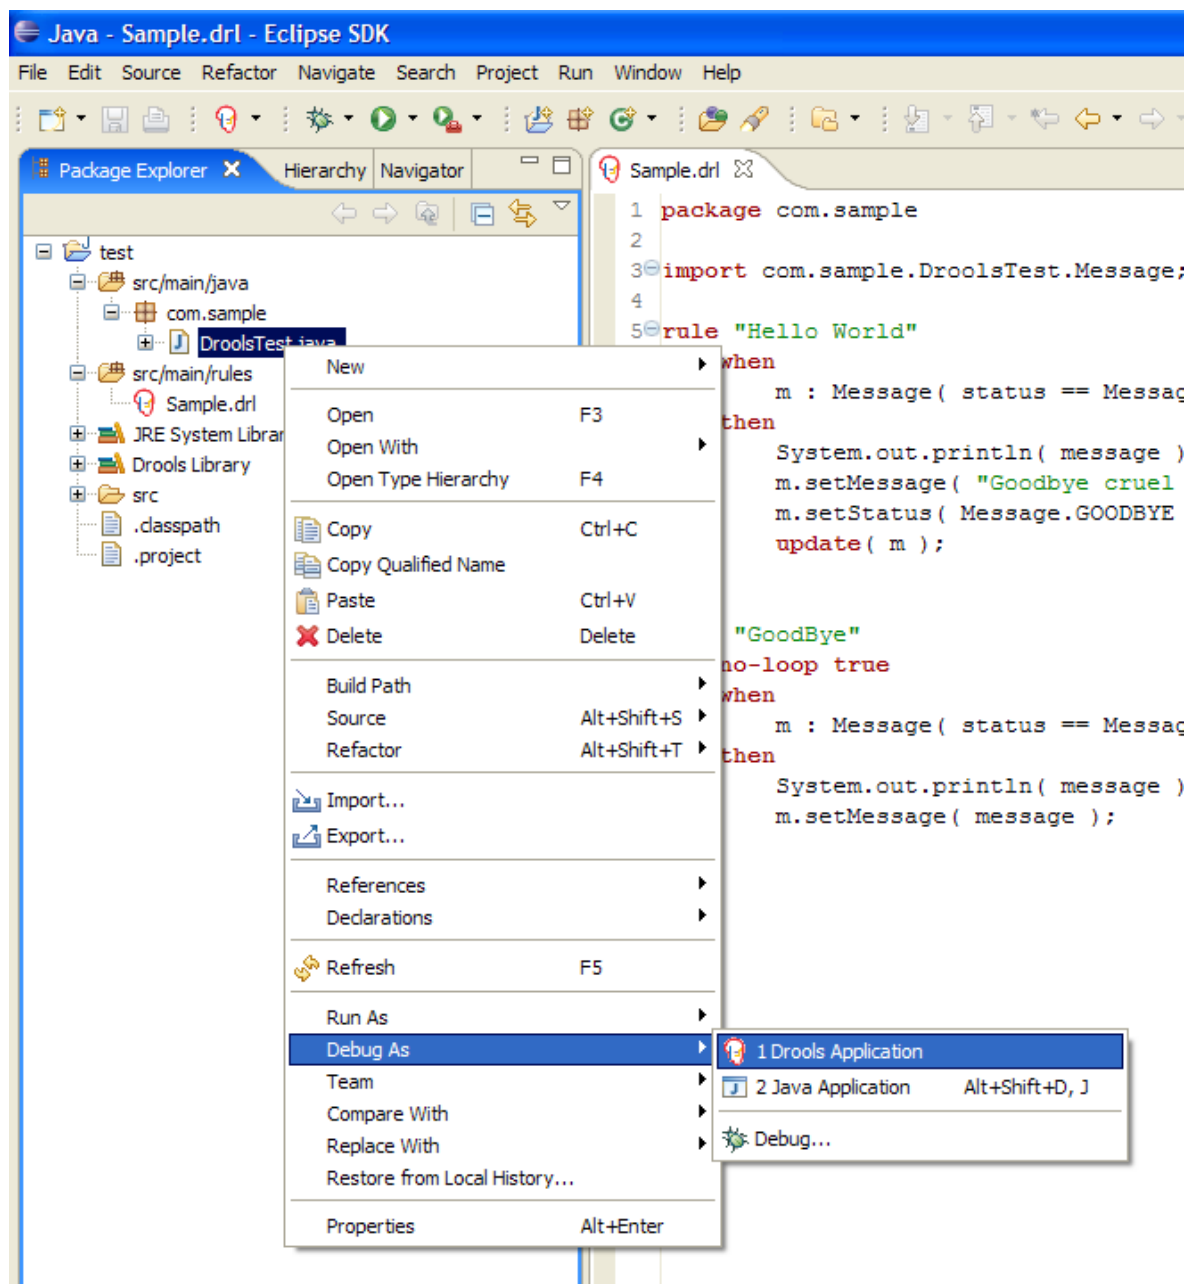 Java - Sample.drl - Eclipse SDK
File Edit Source Refactor Navigate Search Project Run Window Help
Package Explorer Hierarchy Navigator
test
src/main/java
com.sample
DroolsTest.java
src/main/rules
Sample.drl
JRE System Librar
Drools Library
src
.classpath
.project
New
Open F3
Open With
Open Type Hierarchy F4
Copy Ctrl+C
Copy Qualified Name
Paste Ctrl+V
Delete Delete
Build Path
Source Alt+Shift+S
Refactor Alt+Shift+T
Import...
Export...
References
Declarations
Refresh F5
Run As
Debug As
Team
Compare With
Replace With
Restore from Local History...
Properties Alt+Enter
1 Drools Application
2 Java Application Alt+Shift+D, J
Debug...
Sample.drl
1 package com.sample
2
3 import com.sample.DroolsTest.Message;
4
5 rule "Hello World"
when
m : Message( status == Messag
then
System.out.println( message )
m.setMessage( "Goodbye cruel
m.setStatus( Message.GOODBYE
update( m );
"GoodBye"
no-loop true
when
m : Message( status == Messag
then
System.out.println( message )
m.setMessage( message );